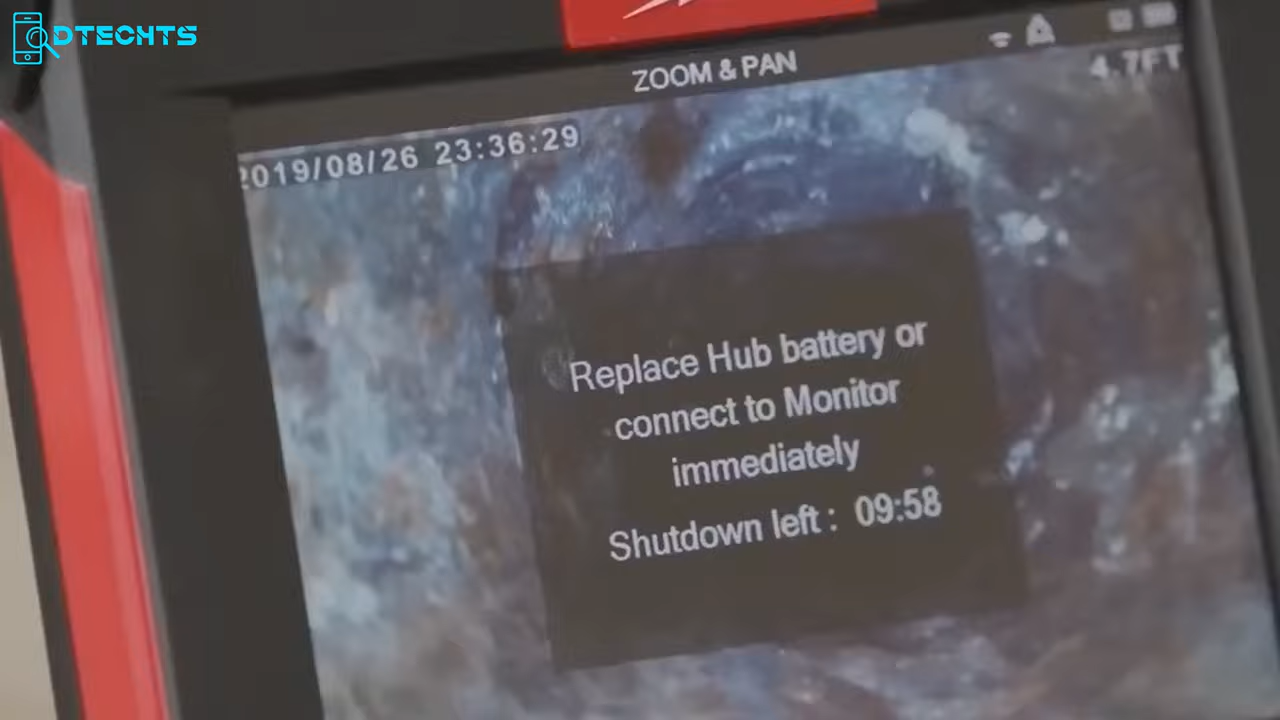 DTECHTS
ZOOM & PAN
4.7FT
2019/08/26 23:36:29
Replace Hub battery or
connect to Monitor
immediately
Shutdown left : 09:58